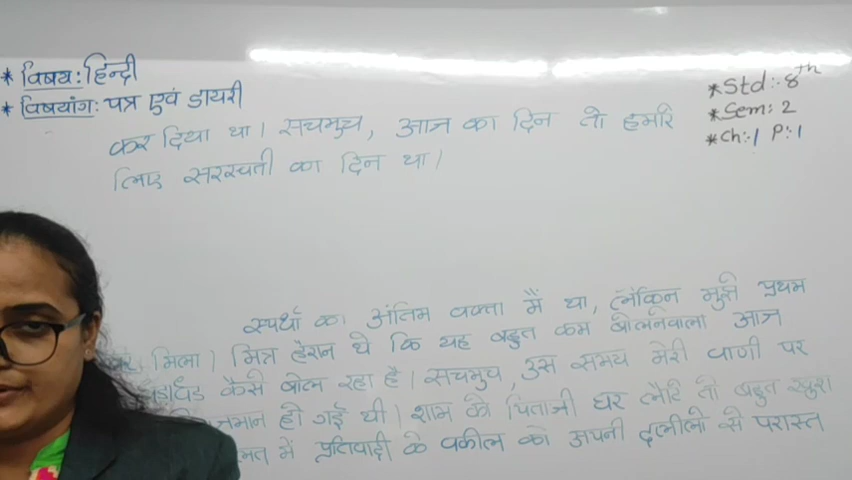 * विषय: हिन्दी
* विषयांग: पत्र एवं डायरी
* Std:- 8th
* Sem: 2
* Ch:-1 P:-1
कर दिया था। सचमुच, आज का दिन तो हमारे
लिए सरस्वती का दिन था।
स्पर्धा का अंतिम वक्ता मैं था, लेकिन मुझे प्रथम
मिला। मित्र हैरान थे कि यह बहुत कम बोलनेवाला आज
कैसे बोल रहा है। सचमुच, उस समय मेरी वाणी पर
हो गई थी। शाम को पिताजी घर लौटे तो बहुत खुश
में प्रतिवादी के वकील को अपनी दलीलो से परास्त